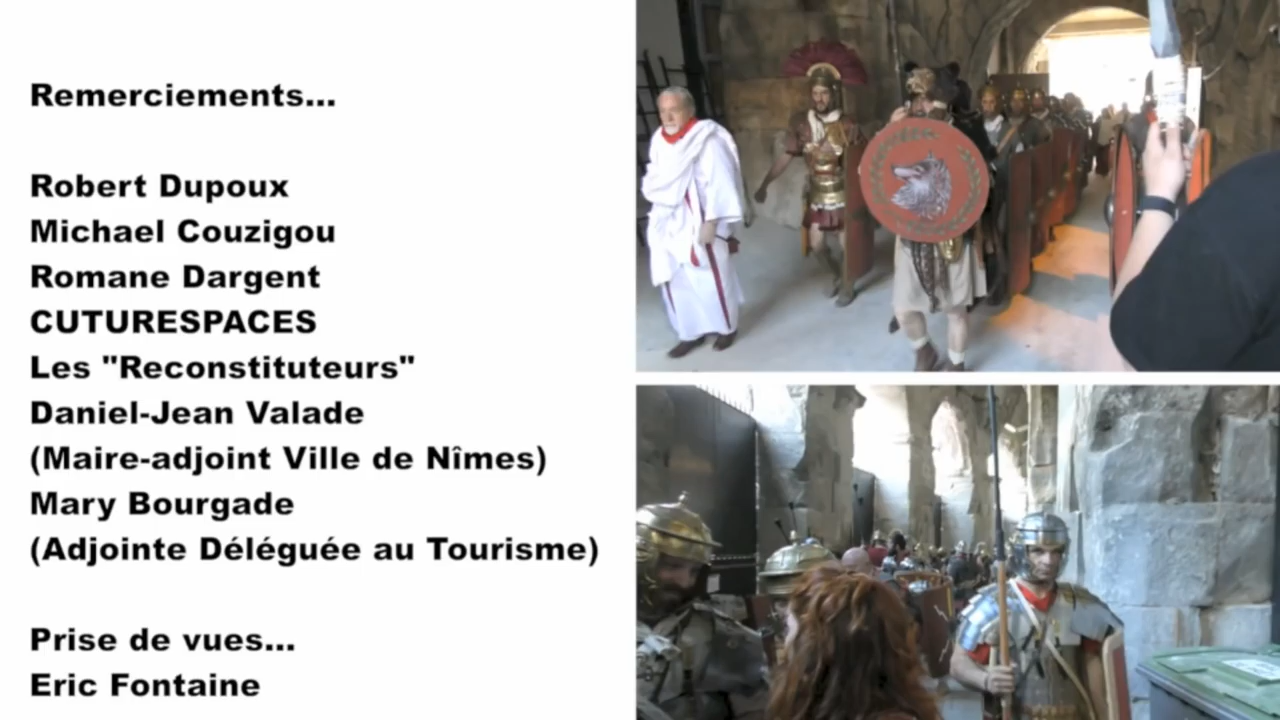 Remerciements...
Robert Dupoux
Michael Couzigou
Romane Dargent
CUTURESPACES
Les "Reconstituteurs"
Daniel-Jean Valade
(Maire-adjoint Ville de Nîmes)
Mary Bourgade
(Adjointe Déléguée au Tourisme)
Prise de vues...
Eric Fontaine